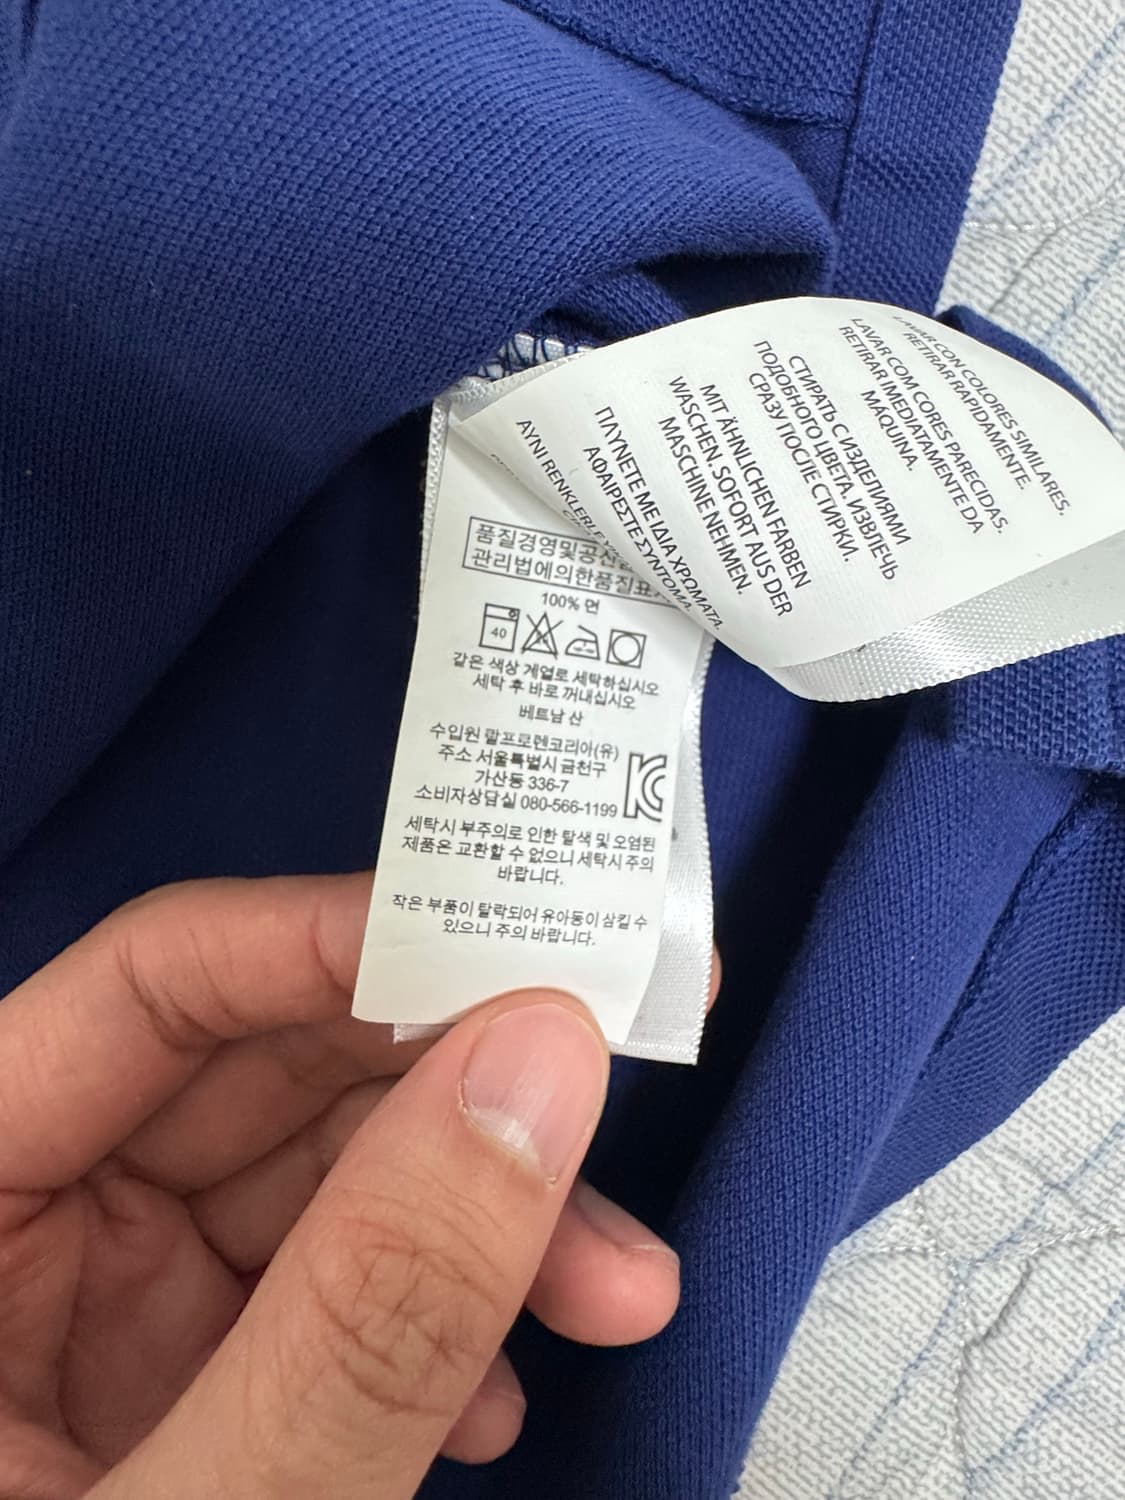 LAVAR CON COLORES SIMILARES.
RETIRAR RAPIDAMENTE.
LAVAR COM CORES PARECIDAS.
RETIRAR IMEDIATAMENTE DA
MÁQUINA.
СТИРАТЬ С ИЗДЕЛИЯМИ
ПОДОБНОГО ЦВЕТА. ИЗВЛЕЧЬ
СРАЗУ ПОСЛЕ СТИРКИ.
MIT ÄHNLICHEN FARBEN
WASCHEN. SOFORT AUS DER
MASCHINE NEHMEN.
ΠΛΥΝΕΤΕ ΜΕ ΙΔΙΑ ΧΡΩΜΑΤΑ.
ΑΦΑΙΡΕΣΤΕ ΣΥΝΤΟΜΑ.
AYNI RENKLERLE
품질경영및공산
관리법에의한품질표
100% 면
40
같은 색상 계열로 세탁하십시오
세탁 후 바로 꺼내십시오
베트남 산
수입원 랄프로렌코리아(유)
주소 서울특별시 금천구
가산동 336-7
소비자상담실 080-566-1199
세탁시 부주의로 인한 탈색 및 오염된
제품은 교환할 수 없으니 세탁시 주의
바랍니다.
작은 부품이 탈락되어 유아동이 삼킬 수
있으니 주의 바랍니다.